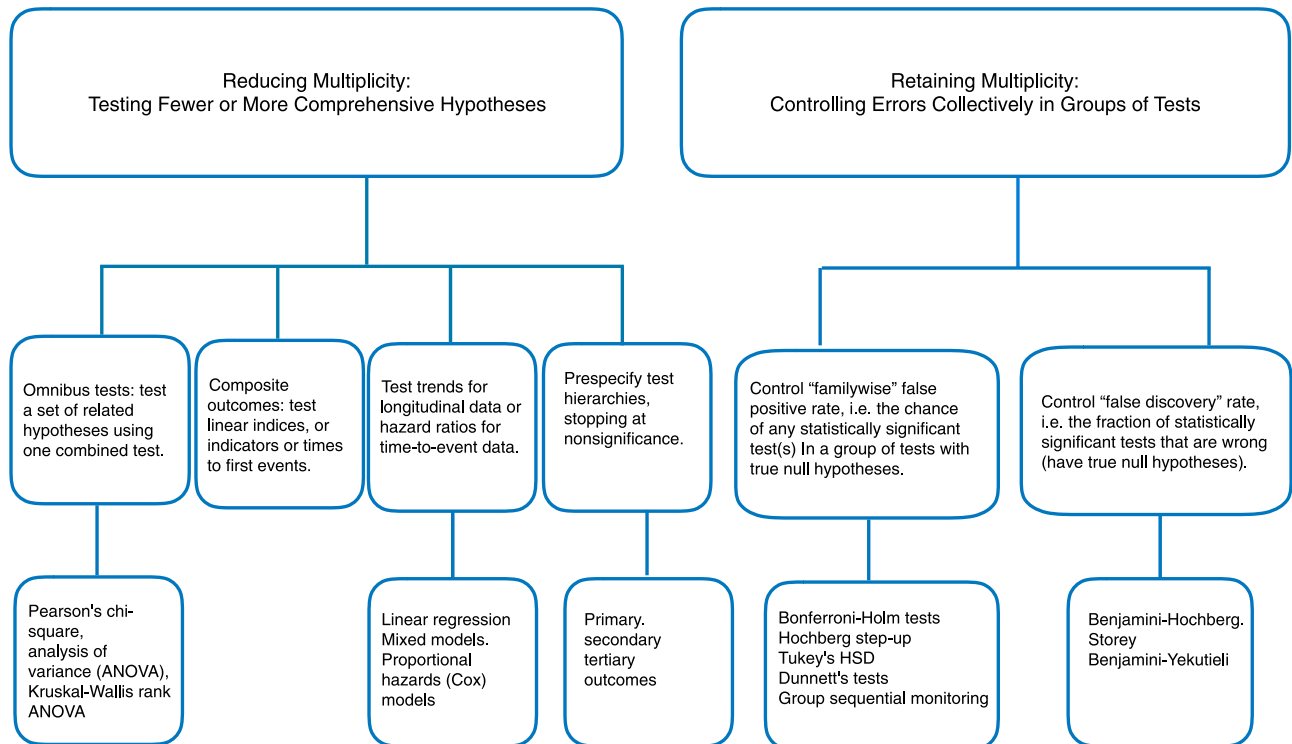 Reducing Multiplicity:
Testing Fewer or More Comprehensive Hypotheses
Retaining Multiplicity:
Controlling Errors Collectively in Groups of Tests
Omnibus tests: test
a set of related
hypotheses using
one combined test.
Composite
outcomes: test
linear indices, or
indicators or times
to first events.
Test trends for
longitudinal data or
hazard ratios for
time-to-event data.
Prespecify test
hierarchies,
stopping at
nonsignificance.
Control “familywise” false
positive rate, i.e. the chance
of any statistically significant
test(s) In a group of tests with
true null hypotheses.
Control “false discovery” rate,
i.e. the fraction of statistically
significant tests that are wrong
(have true null hypotheses).
Pearson's chi-
square,
analysis of
variance (ANOVA),
Kruskal-Wallis rank
ANOVA
Linear regression
Mixed models.
Proportional
hazards (Cox)
models
Primary.
secondary
tertiary
outcomes
Bonferroni-Holm tests
Hochberg step-up
Tukey's HSD
Dunnett's tests
Group sequential monitoring
Benjamini-Hochberg.
Storey
Benjamini-Yekutieli